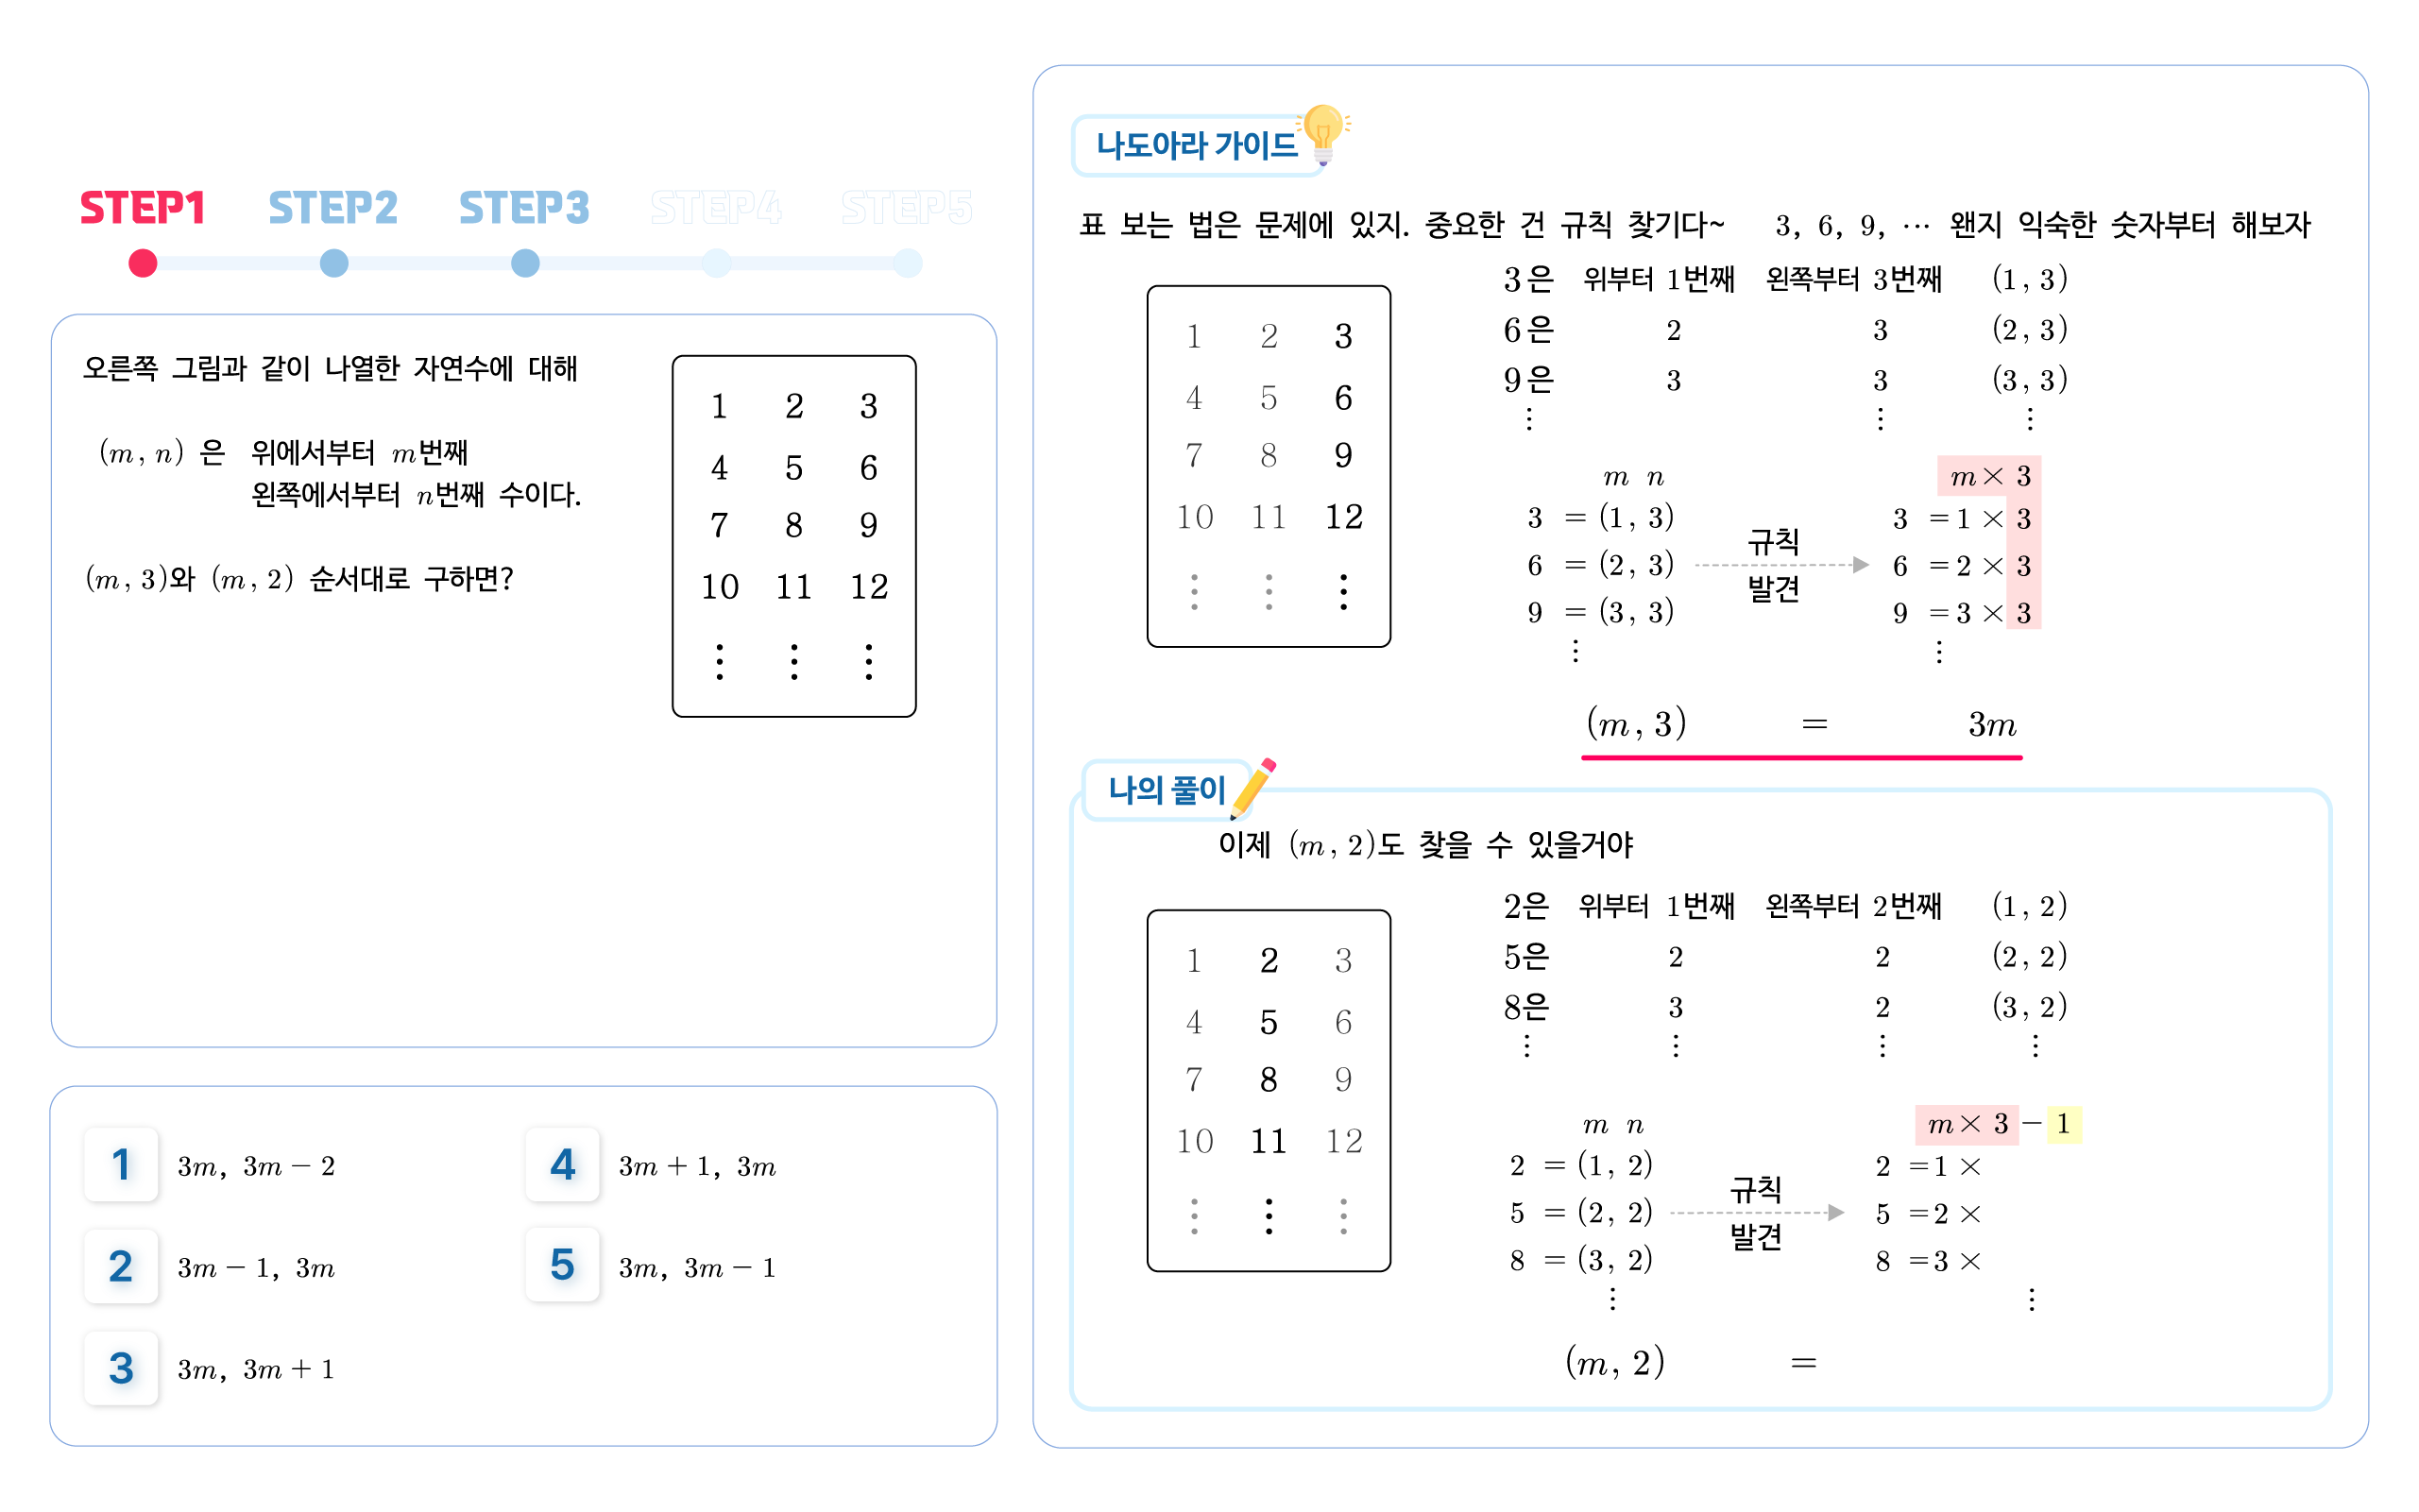 STEP1 STEP2 STEP3 STEP4 STEP5
오른쪽 그림과 같이 나열한 자연수에 대해
(m, n) 은 위에서부터 m번째
왼쪽에서부터 n번째 수이다.
(m, 3)와 (m, 2) 순서대로 구하면?
1 2 3
4 5 6
7 8 9
10 11 12
⋮ ⋮ ⋮
1 3m, 3m − 2
2 3m − 1, 3m
3 3m, 3m + 1
4 3m + 1, 3m
5 3m, 3m − 1
나도아라 가이드
표 보는 법은 문제에 있지. 중요한 건 규칙 찾기다~ 3, 6, 9, ⋯ 왠지 익숙한 숫자부터 해보자
1 2 3
4 5 6
7 8 9
10 11 12
⋮ ⋮ ⋮
3은 위부터 1번째 왼쪽부터 3번째 (1, 3)
6은 2 3 (2, 3)
9은 3 3 (3, 3)
⋮ ⋮ ⋮
m n
3 = (1, 3)
6 = (2, 3)
9 = (3, 3)
⋮
규칙
발견
m × 3
3 = 1 × 3
6 = 2 × 3
9 = 3 × 3
⋮
(m, 3) = 3m
나의 풀이
이제 (m, 2)도 찾을 수 있을거야
1 2 3
4 5 6
7 8 9
10 11 12
⋮ ⋮ ⋮
2은 위부터 1번째 왼쪽부터 2번째 (1, 2)
5은 2 2 (2, 2)
8은 3 2 (3, 2)
⋮ ⋮ ⋮ ⋮
m n
2 = (1, 2)
5 = (2, 2)
8 = (3, 2)
⋮
규칙
발견
m × 3 − 1
2 = 1 ×
5 = 2 ×
8 = 3 ×
⋮
(m, 2) =